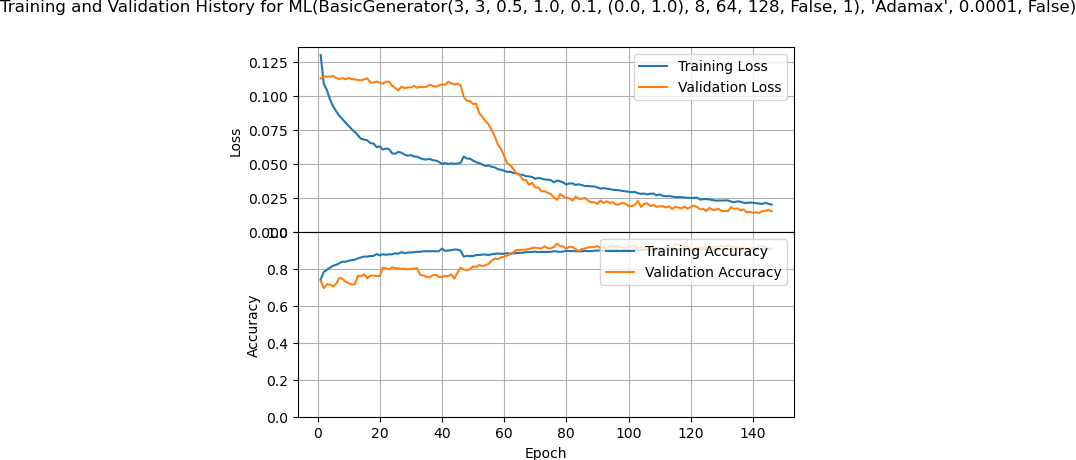 Training and Validation History for ML(BasicGenerator(3, 3, 0.5, 1.0, 0.1, (0.0, 1.0), 8, 64, 128, False, 1), 'Adamax', 0.0001, False)
0.125
0.100
0.075
0.050
0.025
0.000
Loss
Training Loss
Validation Loss
1.0
0.8
0.6
0.4
0.2
0.0
Accuracy
Training Accuracy
Validation Accuracy
0 20 40 60 80 100 120 140
Epoch